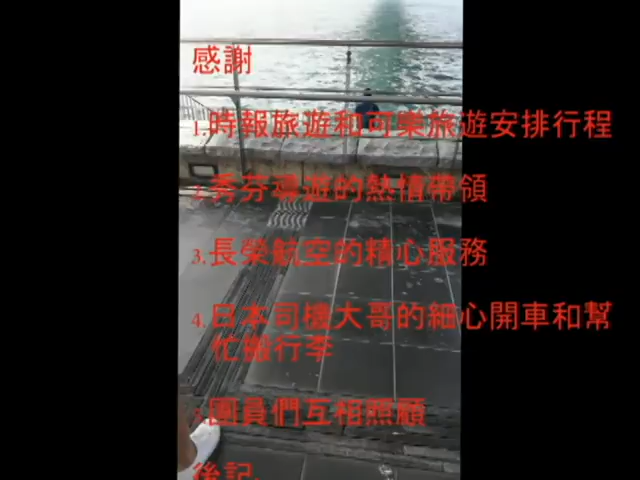 感謝
1.時報旅遊和可樂旅遊安排行程
2.秀芬導遊的熱情帶領
3.長榮航空的精心服務
4.日本司機大哥的細心開車和幫
忙搬行李
5.團員們互相照顧
後記: